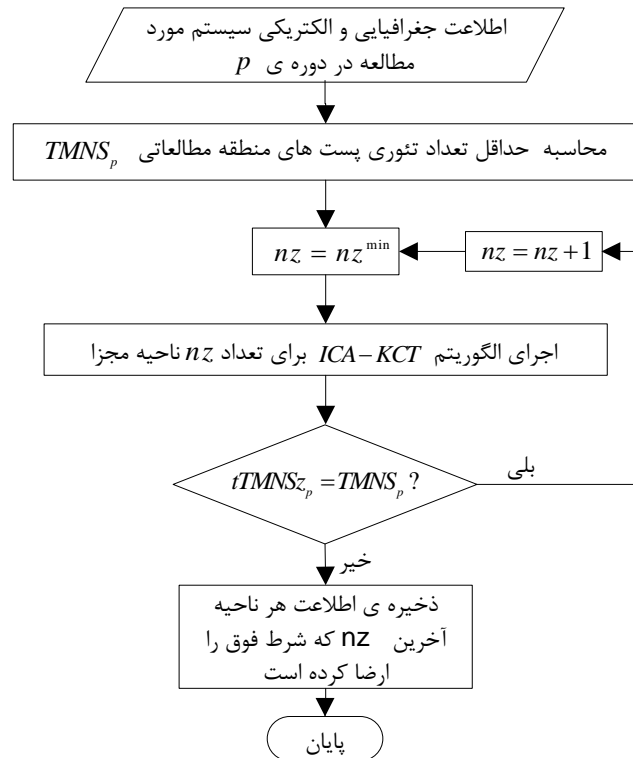 اطلاعت جغرافیایی و الکتریکی سیستم مورد
مطالعه در دوره ی p
محاسبه حداقل تعداد تئوری پست های منطقه مطالعاتی TMNS_p
nz = nz^min
nz = nz + 1
اجرای الگوریتم ICA – KCT برای تعداد nz ناحیه مجزا
tTMNSz_p = TMNS_p ?
بلی
خیر
ذخیره ی اطلاعت هر ناحیه
آخرین nz که شرط فوق را
ارضا کرده است
پایان